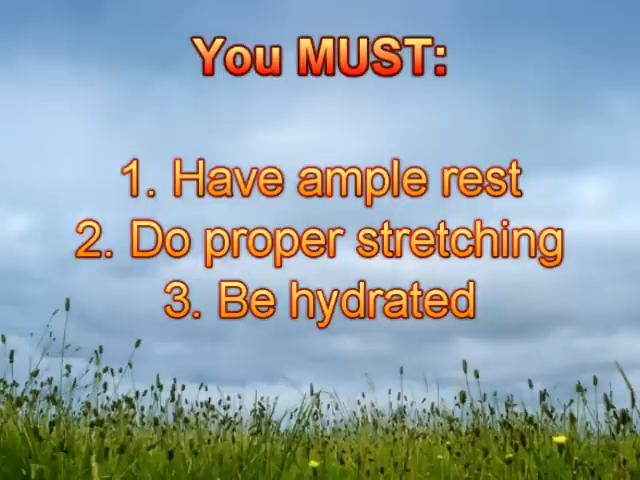 You MUST:
1. Have ample rest
2. Do proper stretching
3. Be hydrated